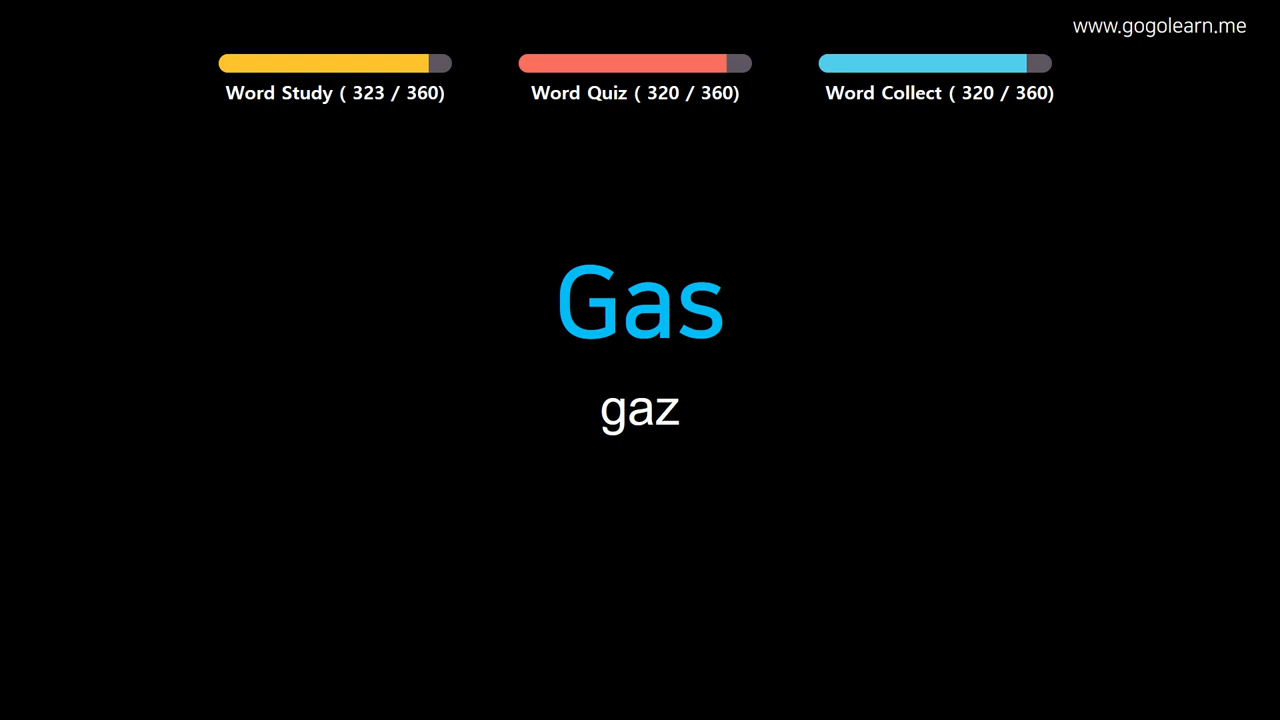 www.gogolearn.me
Word Study ( 323 / 360)
Word Quiz ( 320 / 360)
Word Collect ( 320 / 360)
Gas
gaz